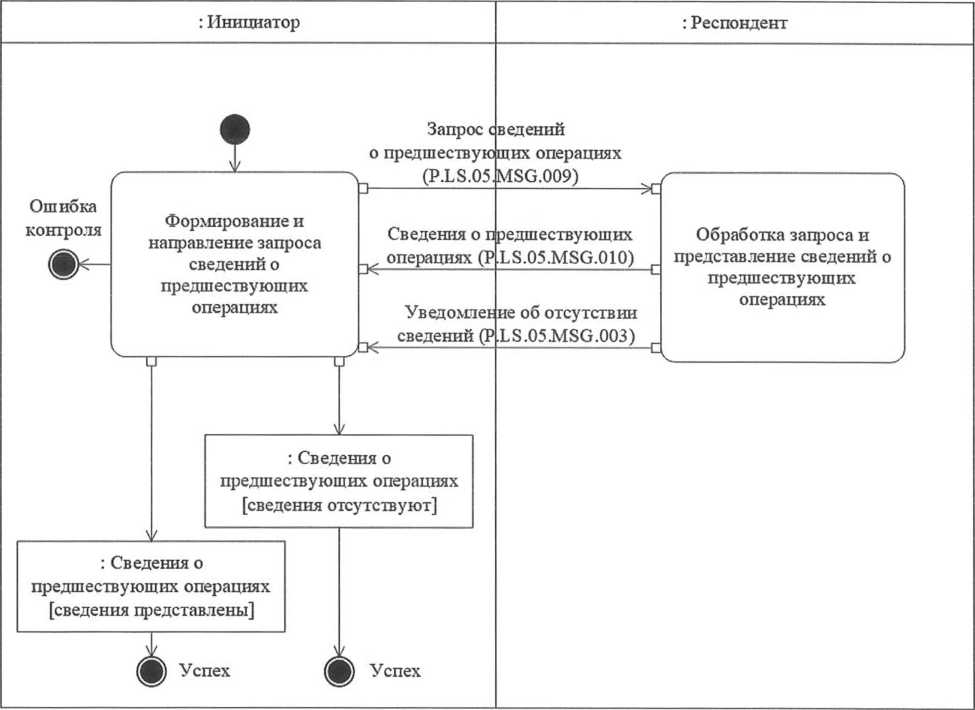 : Инициатор
: Респондент
Запрос сведений
о предшествующих операциях
(P.LS.05.MSG.009)
Ошибка
контроля
Формирование и
направление запроса
сведений о
предшествующих
операциях
Сведения о предшествующих
операциях (P.LS.05.MSG.010)
Обработка запроса и
представление сведений о
предшествующих
операциях
Уведомление об отсутствии
сведений (P.LS.05.MSG.003)
: Сведения о
предшествующих операциях
[сведения отсутствуют]
: Сведения о
предшествующих операциях
[сведения представлены]
Успех
Успех